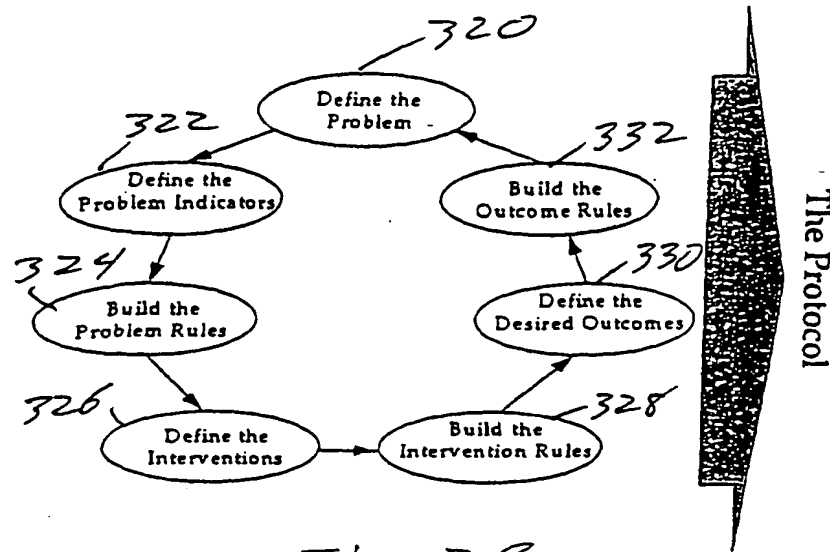 320
Define the
Problem
322
Define the
Problem Indicators
332
Build the
Outcome Rules
324
Build the
Problem Rules
330
Define the
Desired Outcomes
326
Define the
Interventions
328
Build the
Intervention Rules
The Protocol